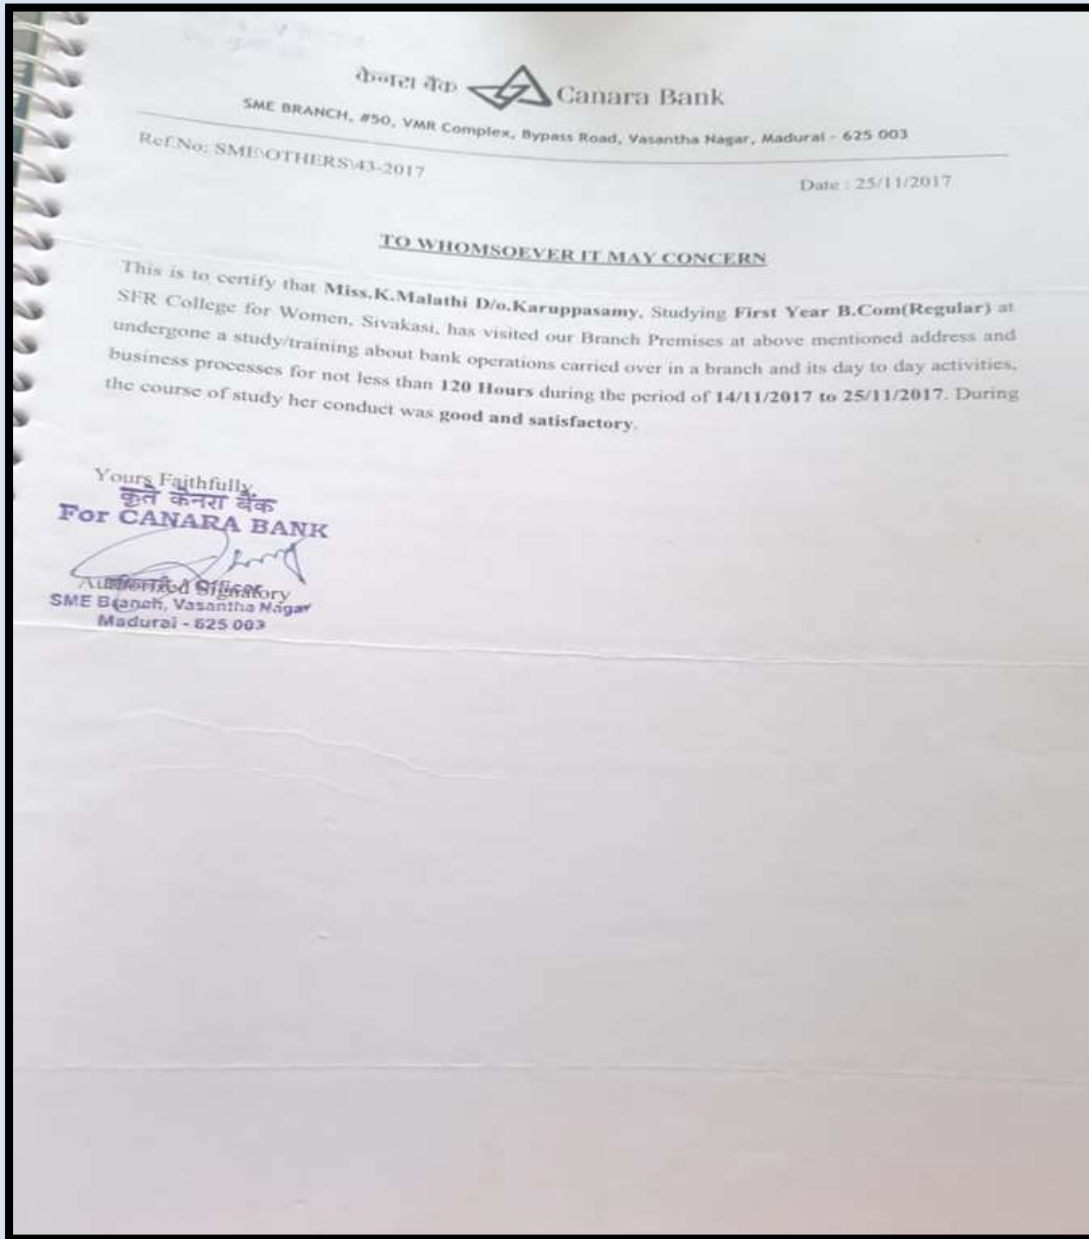 केनरा बैंक Canara Bank
SME BRANCH, #50, VMR Complex, Bypass Road, Vasantha Nagar, Madurai - 625 003
Ref.No: SME\OTHERS\43-2017
Date : 25/11/2017
TO WHOMSOEVER IT MAY CONCERN
This is to certify that Miss.K.Malathi D/o.Karuppasamy, Studying First Year B.Com(Regular) at
SFR College for Women, Sivakasi, has visited our Branch Premises at above mentioned address and
undergone a study/training about bank operations carried over in a branch and its day to day activities,
business processes for not less than 120 Hours during the period of 14/11/2017 to 25/11/2017. During
the course of study her conduct was good and satisfactory.
Yours Faithfully
कृते केनरा बैंक
For CANARA BANK
Authorized Signatory
SME Branch, Vasantha Nagar
Madurai - 625 003